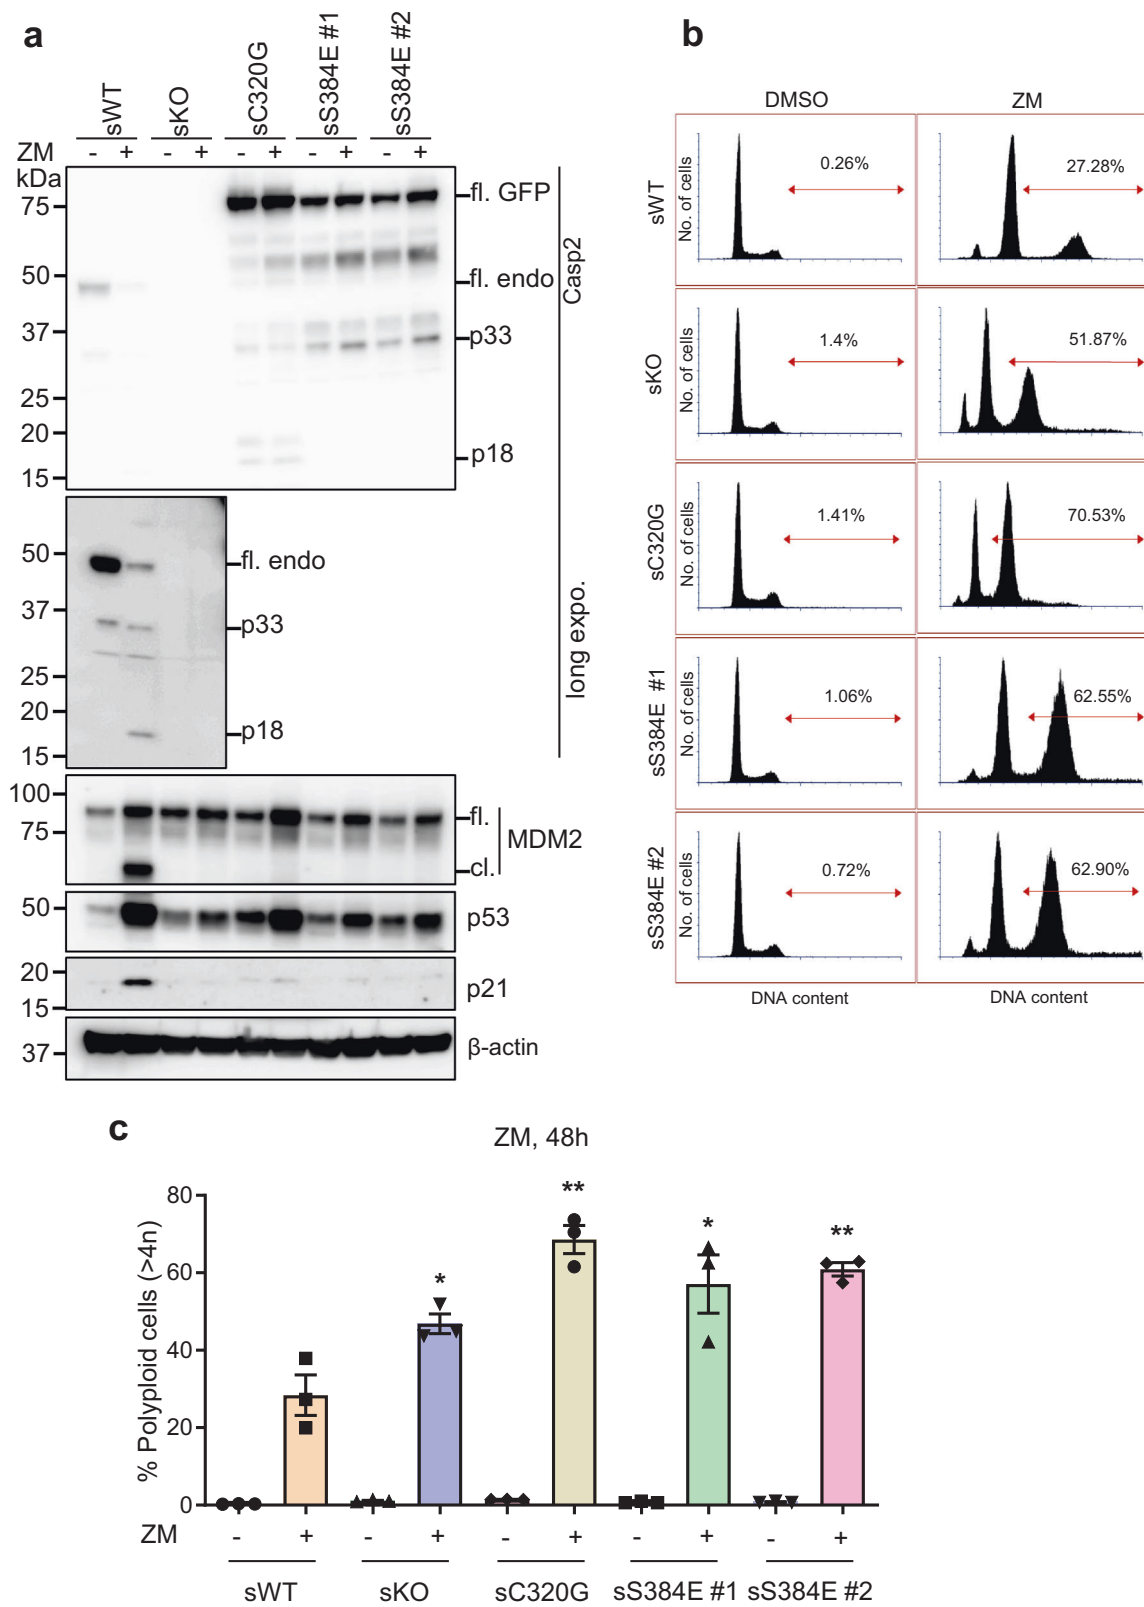 a
sWT
sKO
sC320G
sS384E #1
sS384E #2
ZM - + - + - + - + - +
kDa
75
50
37
25
20
15
fl. GFP
fl. endo
p33
p18
Casp2
50
37
25
20
15
fl. endo
p33
p18
long expo.
100
75
fl.
cl.
MDM2
50
p53
20
15
p21
37
β-actin
b
DMSO ZM
sWT
No. of cells
0.26%
27.28%
sKO
No. of cells
1.4%
51.87%
sC320G
No. of cells
1.41%
70.53%
sS384E #1
No. of cells
1.06%
62.55%
sS384E #2
No. of cells
0.72%
62.90%
DNA content DNA content
c
ZM, 48h
% Polyploid cells (>4n)
80
60
40
20
0
*
**
*
**
ZM - + - + - + - + - +
sWT sKO sC320G sS384E #1 sS384E #2